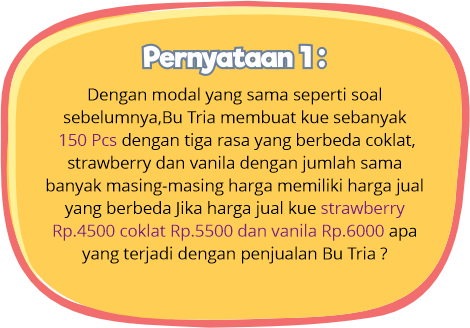 Pernyataan 1 :
Dengan modal yang sama seperti soal
sebelumnya,Bu Tria membuat kue sebanyak
150 Pcs dengan tiga rasa yang berbeda coklat,
strawberry dan vanila dengan jumlah sama
banyak masing-masing harga memiliki harga jual
yang berbeda Jika harga jual kue strawberry
Rp.4500 coklat Rp.5500 dan vanila Rp.6000 apa
yang terjadi dengan penjualan Bu Tria ?